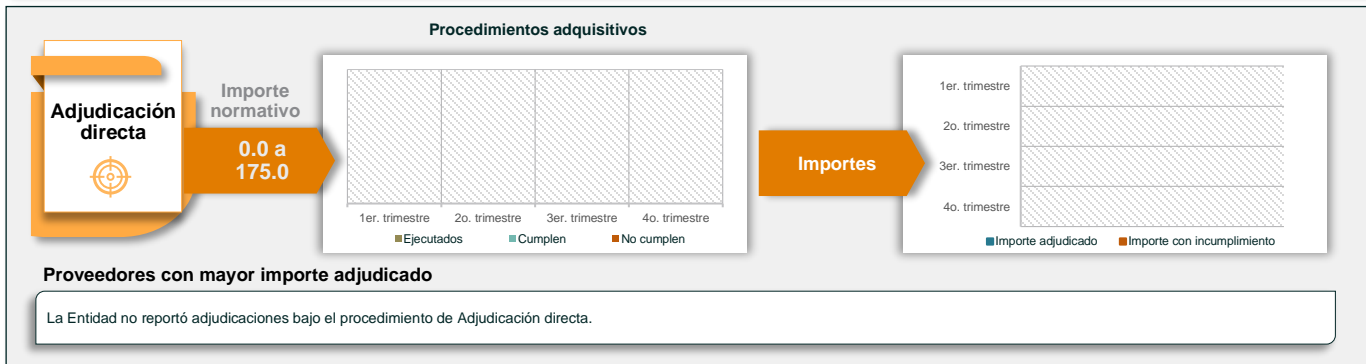 Procedimientos adquisitivos
Adjudicación
directa
Importe
normativo
0.0 a
175.0
1er. trimestre 2o. trimestre 3er. trimestre 4o. trimestre
Ejecutados Cumplen No cumplen
Importes
1er. trimestre
2o. trimestre
3er. trimestre
4o. trimestre
Importe adjudicado Importe con incumplimiento
Proveedores con mayor importe adjudicado
La Entidad no reportó adjudicaciones bajo el procedimiento de Adjudicación directa.